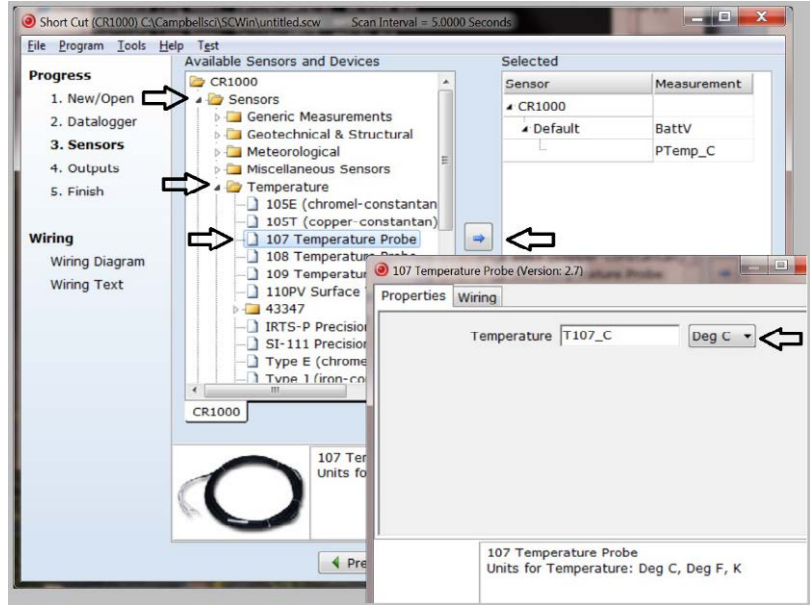 Short Cut (CR1000) C:\Campbellsci\SCWin\untitled.scw Scan Interval = 5.0000 Seconds
File Program Tools Help Test
Progress
1. New/Open
2. Datalogger
3. Sensors
4. Outputs
5. Finish
Wiring
Wiring Diagram
Wiring Text
Available Sensors and Devices
CR1000
Sensors
Generic Measurements
Geotechnical & Structural
Meteorological
Miscellaneous Sensors
Temperature
105E (chromel-constantan
105T (copper-constantan)
107 Temperature Probe
108 Temperature Probe
109 Temperatur
110PV Surface
43347
IRTS-P Precision
SI-111 Precision
Type E (chrome
Type J (iron-co
CR1000
Selected
Sensor Measurement
CR1000
Default BattV
PTemp_C
107 Ter
Units fo
Pre
107 Temperature Probe (Version: 2.7)
Properties Wiring
Temperature T107_C Deg C
107 Temperature Probe
Units for Temperature: Deg C, Deg F, K